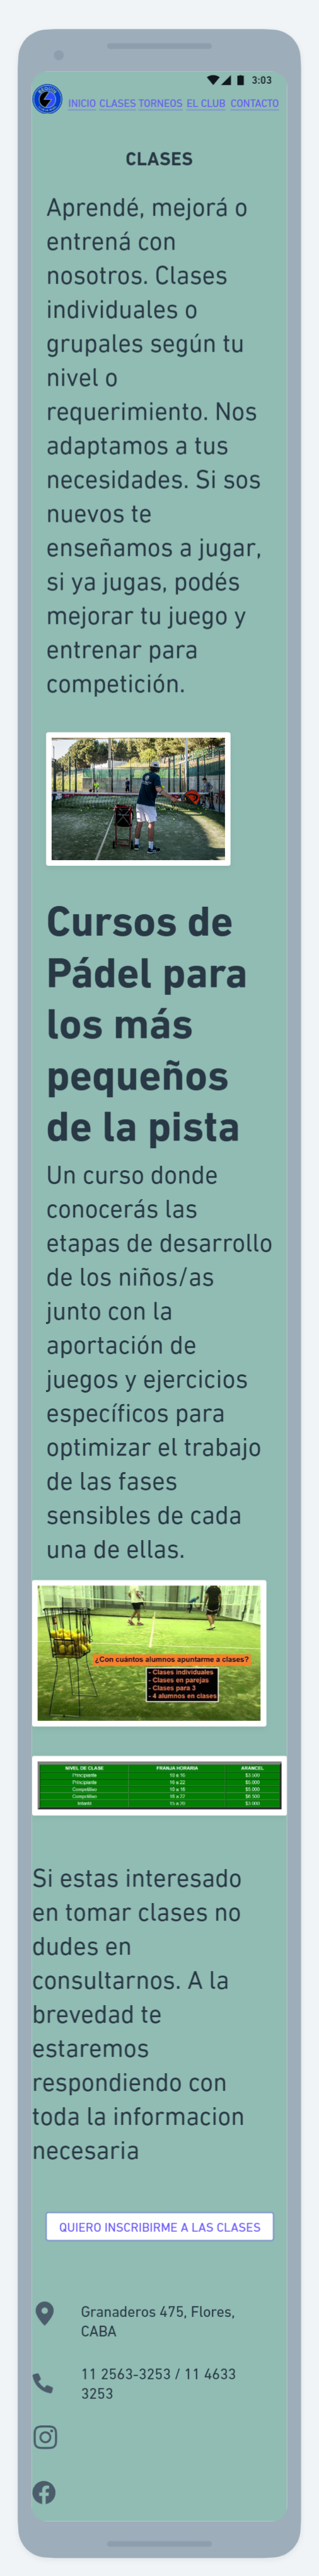 3:03
INICIO CLASES TORNEOS EL CLUB CONTACTO
CLASES
Aprendé, mejorá o
entrená con
nosotros. Clases
individuales o
grupales según tu
nivel o
requerimiento. Nos
adaptamos a tus
necesidades. Si sos
nuevos te
enseñamos a jugar,
si ya jugas, podés
mejorar tu juego y
entrenar para
competición.
Cursos de
Pádel para
los más
pequeños
de la pista
Un curso donde
conocerás las
etapas de desarrollo
de los niños/as
junto con la
aportación de
juegos y ejercicios
específicos para
optimizar el trabajo
de las fases
sensibles de cada
una de ellas.
¿Con cuántos alumnos apuntarme a clases?
- Clases individuales
- Clases en parejas
- Clases para 3
- 4 alumnos en clases
NIVEL DE CLASE FRANJA HORARIA ARANCEL
Principiante
Principiante
Competitivo
Competitivo
Infantil
Si estas interesado
en tomar clases no
dudes en
consultarnos. A la
brevedad te
estaremos
respondiendo con
toda la informacion
necesaria
QUIERO INSCRIBIRME A LAS CLASES
Granaderos 475, Flores,
CABA
11 2563-3253 / 11 4633
3253